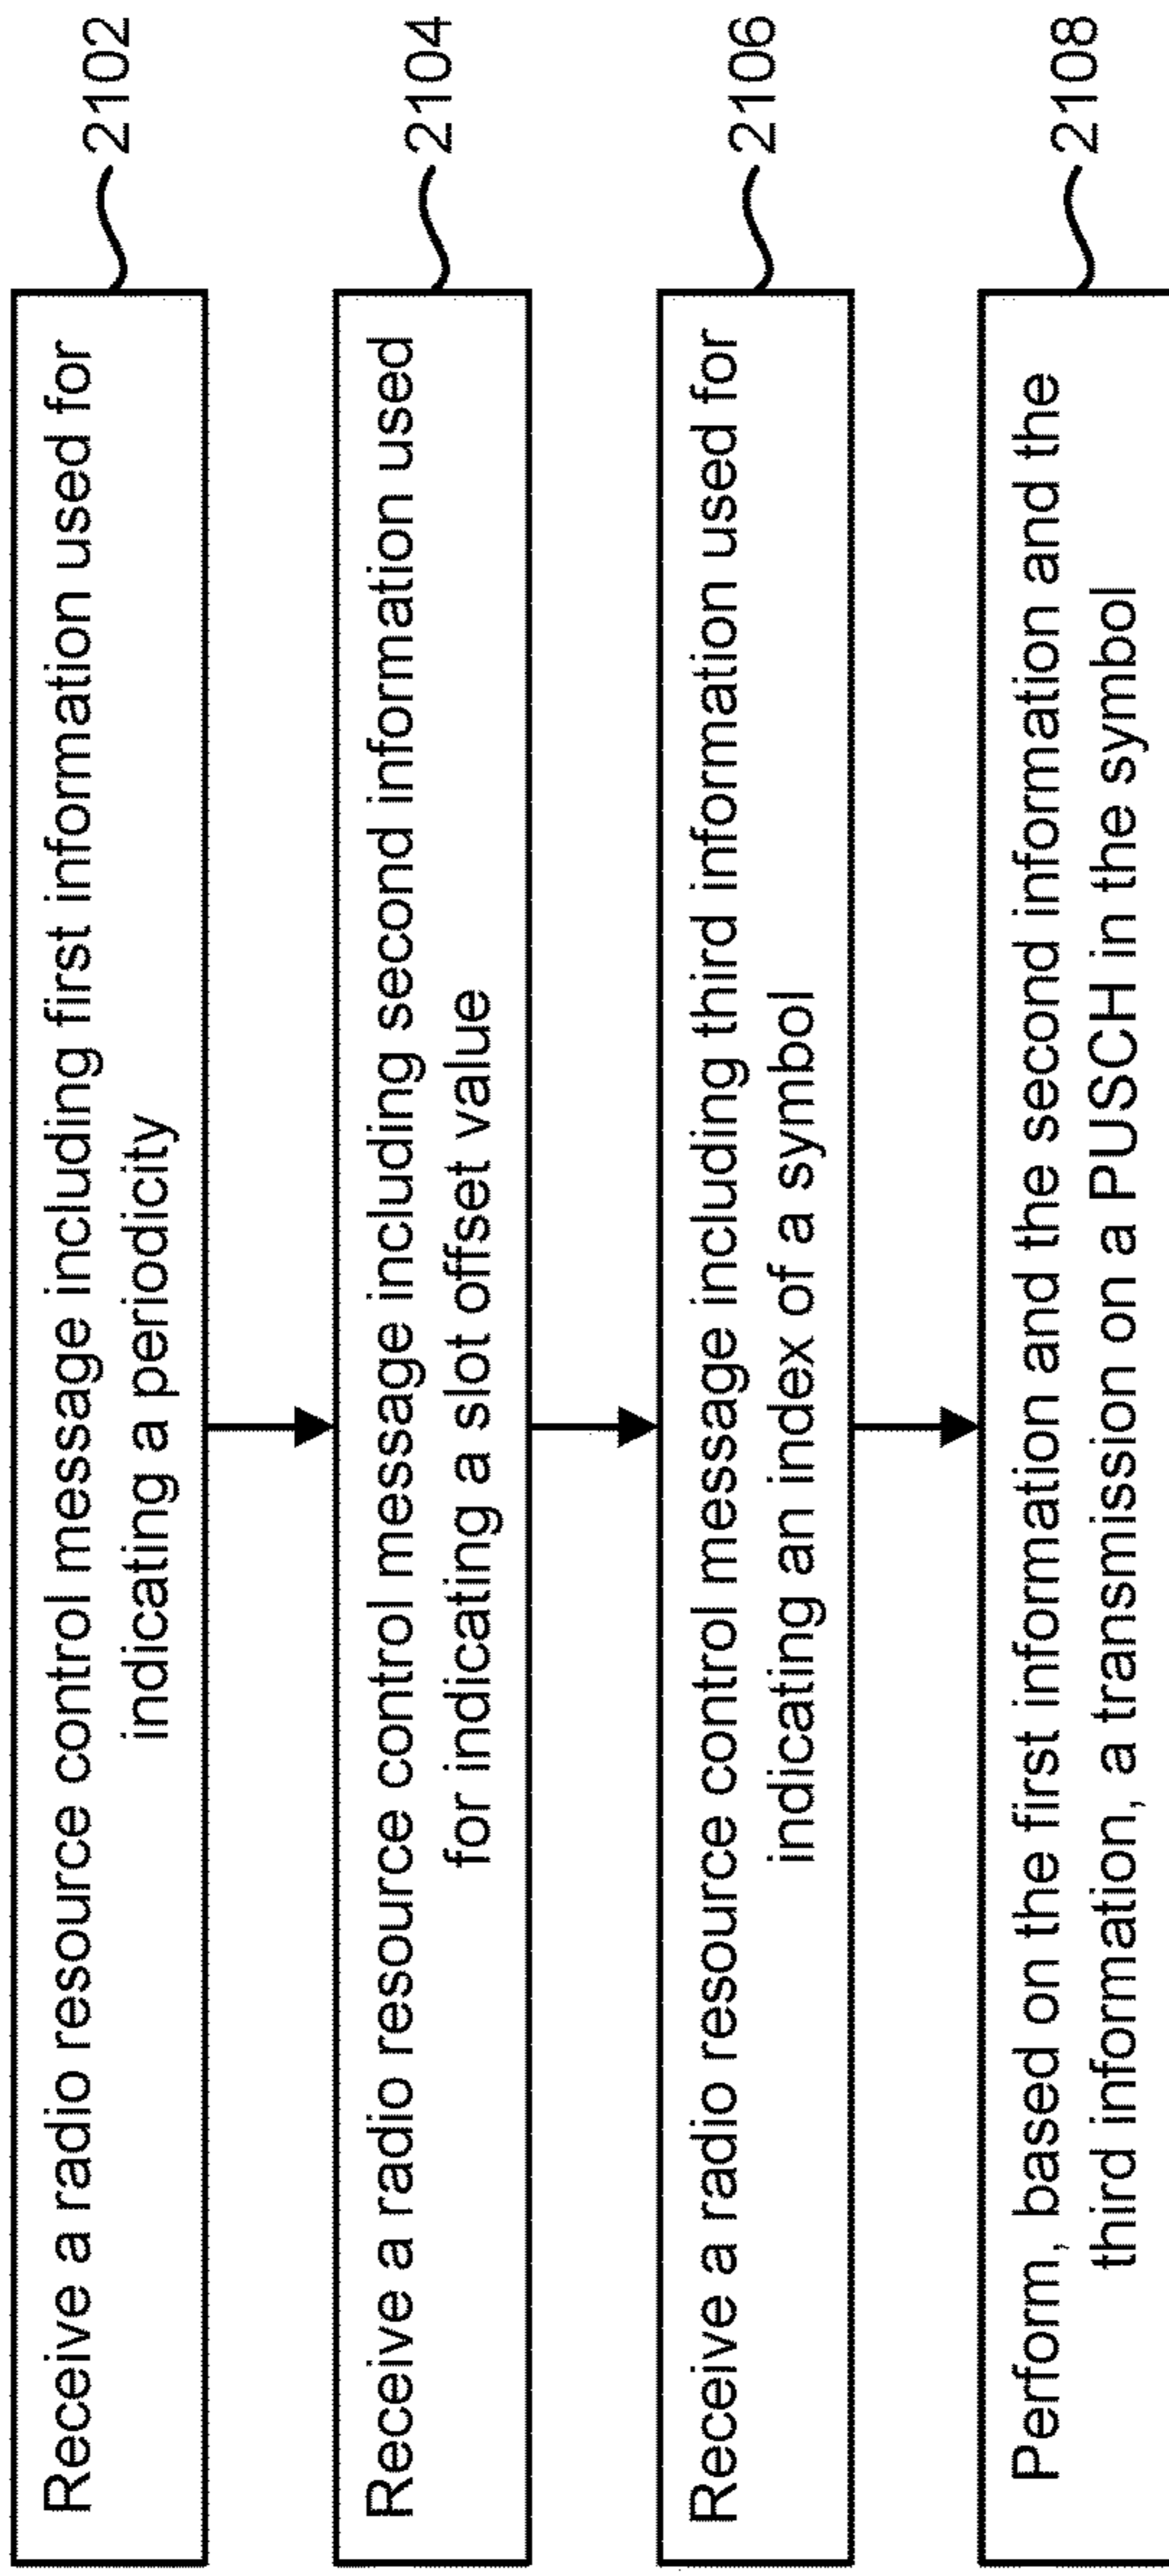 Receive a radio resource control message including first information used for
indicating a periodicity
2102
Receive a radio resource control message including second information used
for indicating a slot offset value
2104
Receive a radio resource control message including third information used for
indicating an index of a symbol
2106
Perform, based on the first information and the second information and the
third information, a transmission on a PUSCH in the symbol
2108